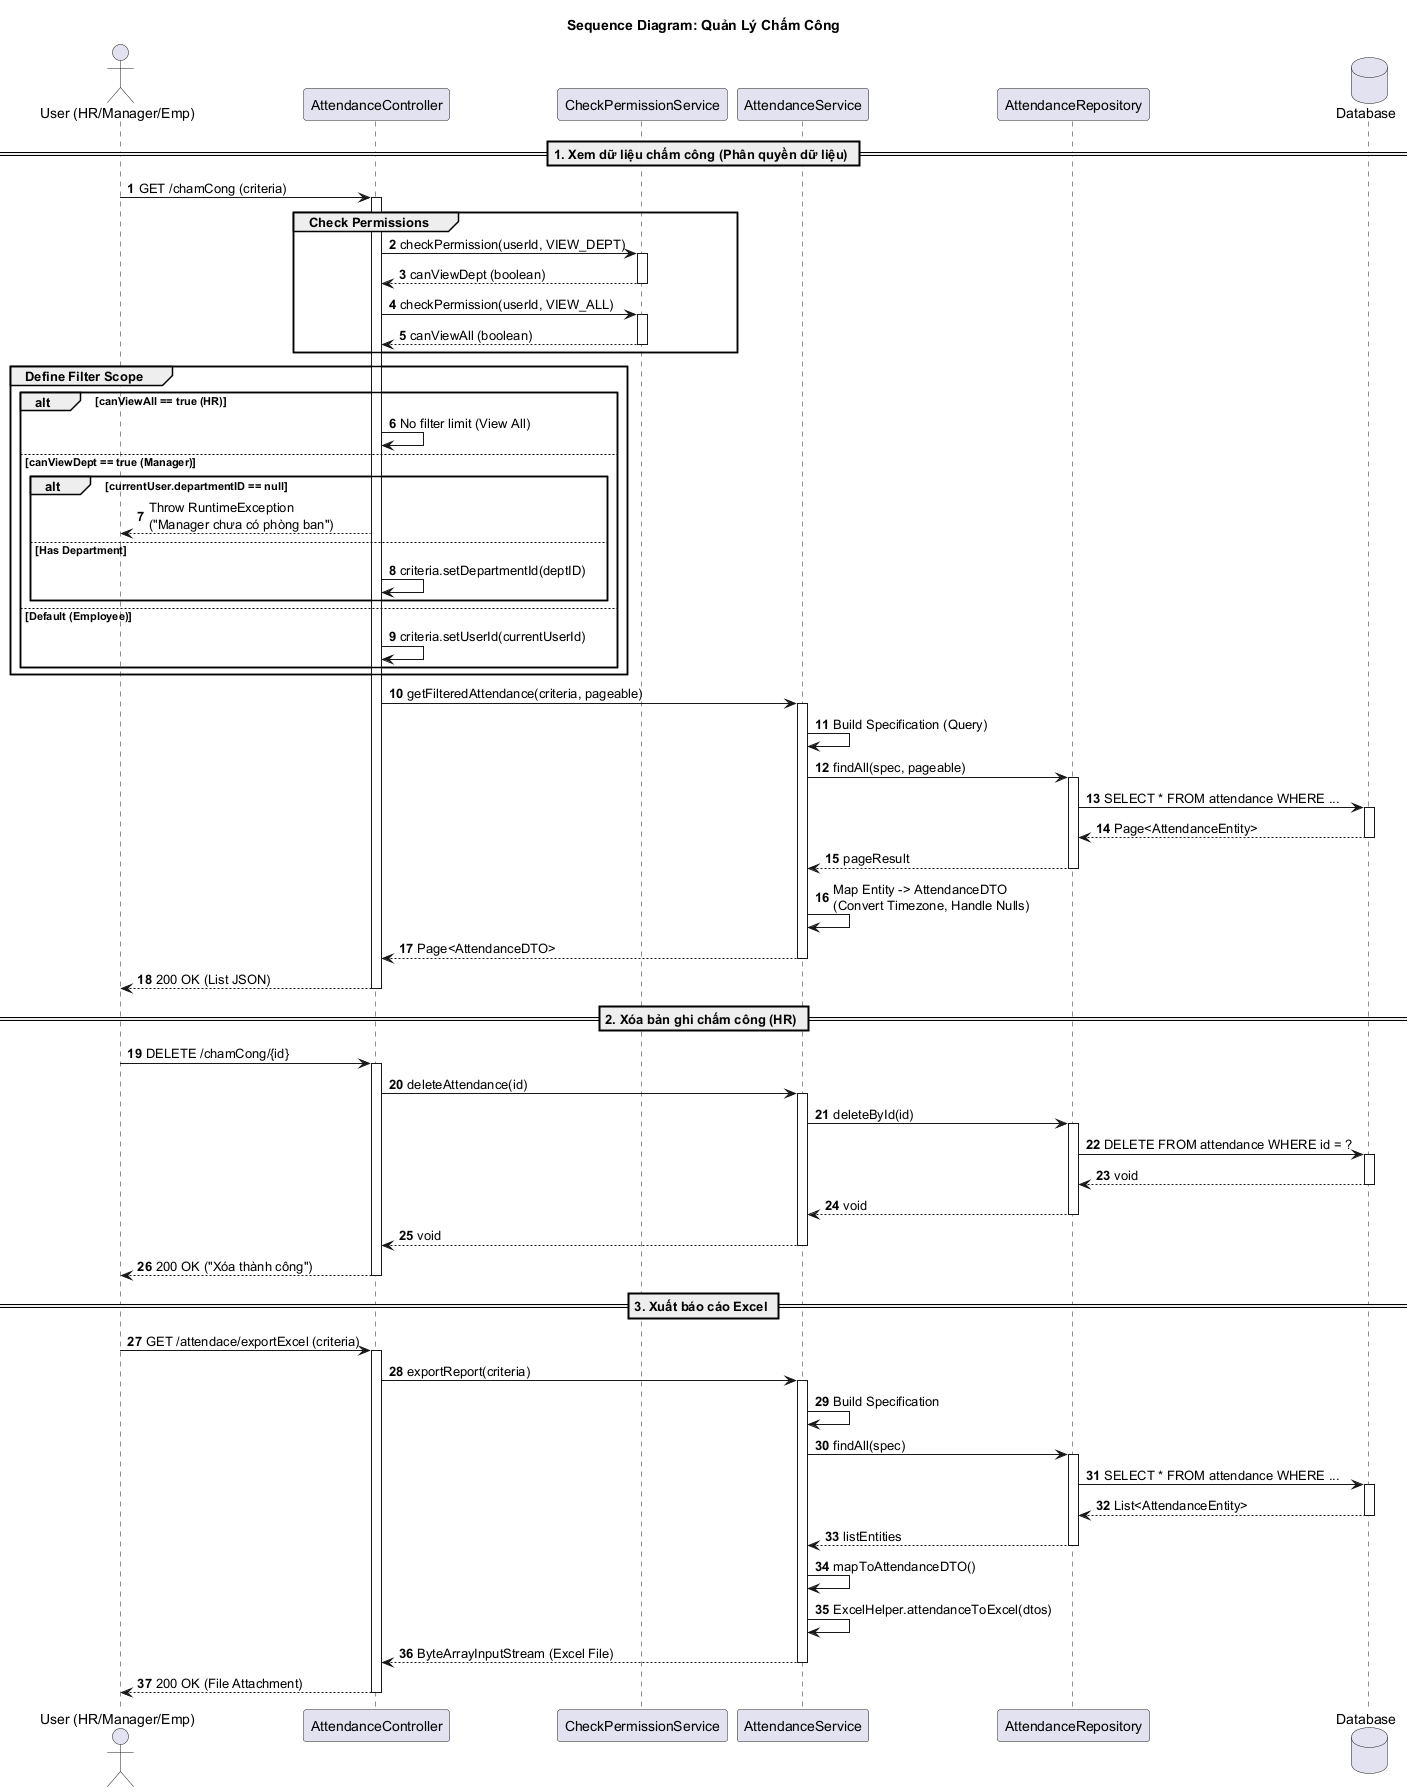 Sequence Diagram: Quản Lý Chấm Công
User (HR/Manager/Emp)
AttendanceController
CheckPermissionService
AttendanceService
AttendanceRepository
Database
1. Xem dữ liệu chấm công (Phân quyền dữ liệu)
1 GET /chamCong (criteria)
Check Permissions
2 checkPermission(userId, VIEW_DEPT)
3 canViewDept (boolean)
4 checkPermission(userId, VIEW_ALL)
5 canViewAll (boolean)
Define Filter Scope
alt [canViewAll == true (HR)]
6 No filter limit (View All)
[canViewDept == true (Manager)]
alt [currentUser.departmentID == null]
7 Throw RuntimeException
("Manager chưa có phòng ban")
[Has Department]
8 criteria.setDepartmentId(deptID)
[Default (Employee)]
9 criteria.setUserId(currentUserId)
10 getFilteredAttendance(criteria, pageable)
11 Build Specification (Query)
12 findAll(spec, pageable)
13 SELECT * FROM attendance WHERE ...
14 Page<AttendanceEntity>
15 pageResult
16 Map Entity -> AttendanceDTO
(Convert Timezone, Handle Nulls)
17 Page<AttendanceDTO>
18 200 OK (List JSON)
2. Xóa bản ghi chấm công (HR)
19 DELETE /chamCong/{id}
20 deleteAttendance(id)
21 deleteById(id)
22 DELETE FROM attendance WHERE id = ?
23 void
24 void
25 void
26 200 OK ("Xóa thành công")
3. Xuất báo cáo Excel
27 GET /attendace/exportExcel (criteria)
28 exportReport(criteria)
29 Build Specification
30 findAll(spec)
31 SELECT * FROM attendance WHERE ...
32 List<AttendanceEntity>
33 listEntities
34 mapToAttendanceDTO()
35 ExcelHelper.attendanceToExcel(dtos)
36 ByteArrayInputStream (Excel File)
37 200 OK (File Attachment)
User (HR/Manager/Emp)
AttendanceController
CheckPermissionService
AttendanceService
AttendanceRepository
Database